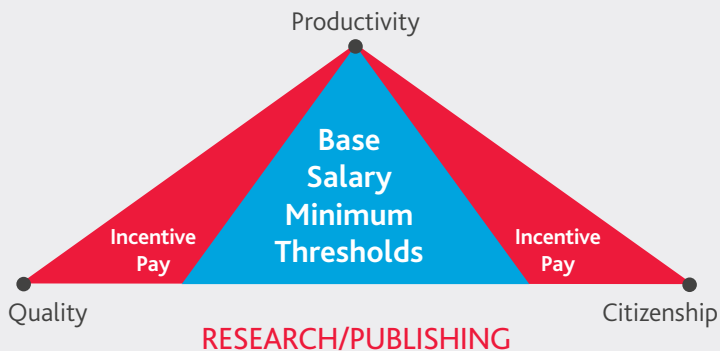 Productivity
Base
Salary
Minimum
Thresholds
Incentive
Pay
Incentive
Pay
Quality
Citizenship
RESEARCH/PUBLISHING